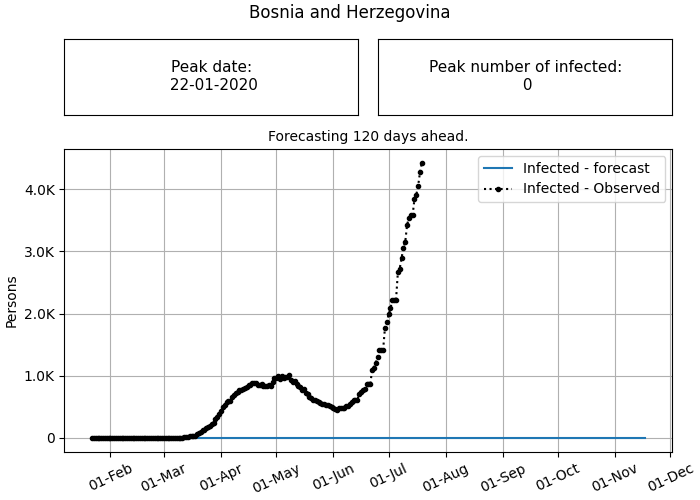 Bosnia and Herzegovina
Peak date:
22-01-2020
Peak number of infected:
0
Forecasting 120 days ahead.
Infected - forecast
Infected - Observed
Persons
4.0K
3.0K
2.0K
1.0K
0
01-Feb
01-Mar
01-Apr
01-May
01-Jun
01-Jul
01-Aug
01-Sep
01-Oct
01-Nov
01-Dec